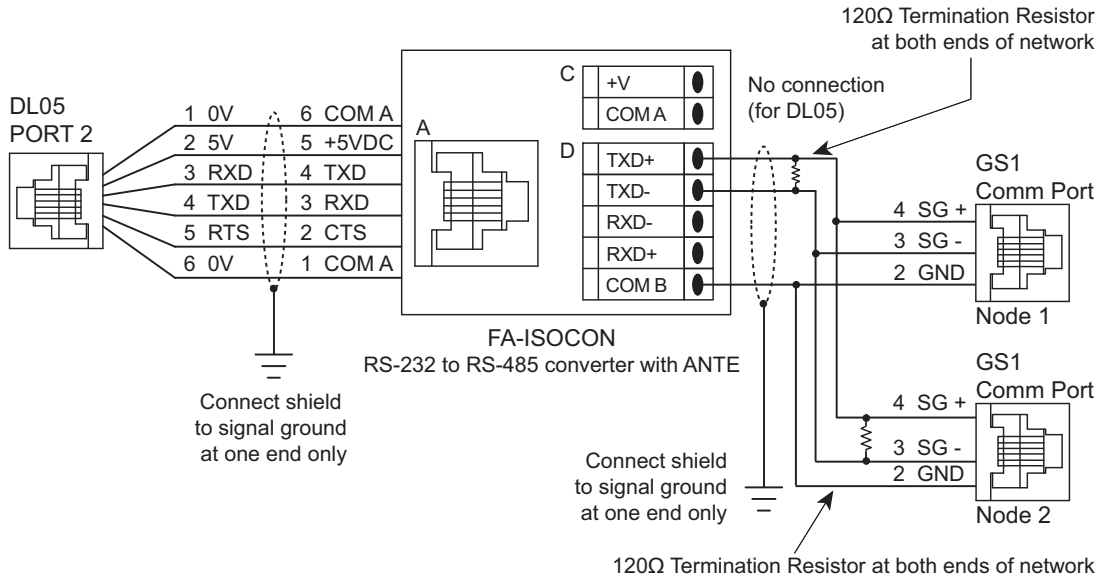 120Ω Termination Resistor
at both ends of network
No connection
(for DL05)
DL05
PORT 2
1 0V
2 5V
3 RXD
4 TXD
5 RTS
6 0V
6 COM A
5 +5VDC
4 TXD
3 RXD
2 CTS
1 COM A
A
C
+V
COM A
D
TXD+
TXD-
RXD-
RXD+
COM B
FA-ISOCON
RS-232 to RS-485 converter with ANTE
Connect shield
to signal ground
at one end only
GS1
Comm Port
4 SG +
3 SG -
2 GND
Node 1
GS1
Comm Port
4 SG +
3 SG -
2 GND
Node 2
Connect shield
to signal ground
at one end only
120Ω Termination Resistor at both ends of network